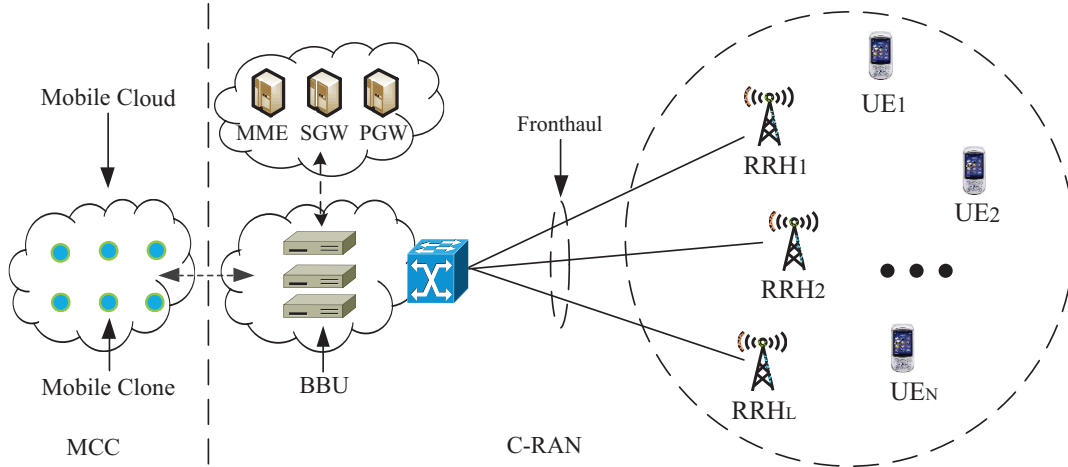 Mobile Cloud
MME
SGW
PGW
Fronthaul
UE1
RRH1
UE2
RRH2
Mobile Clone
BBU
RRHL
UEN
MCC
C-RAN